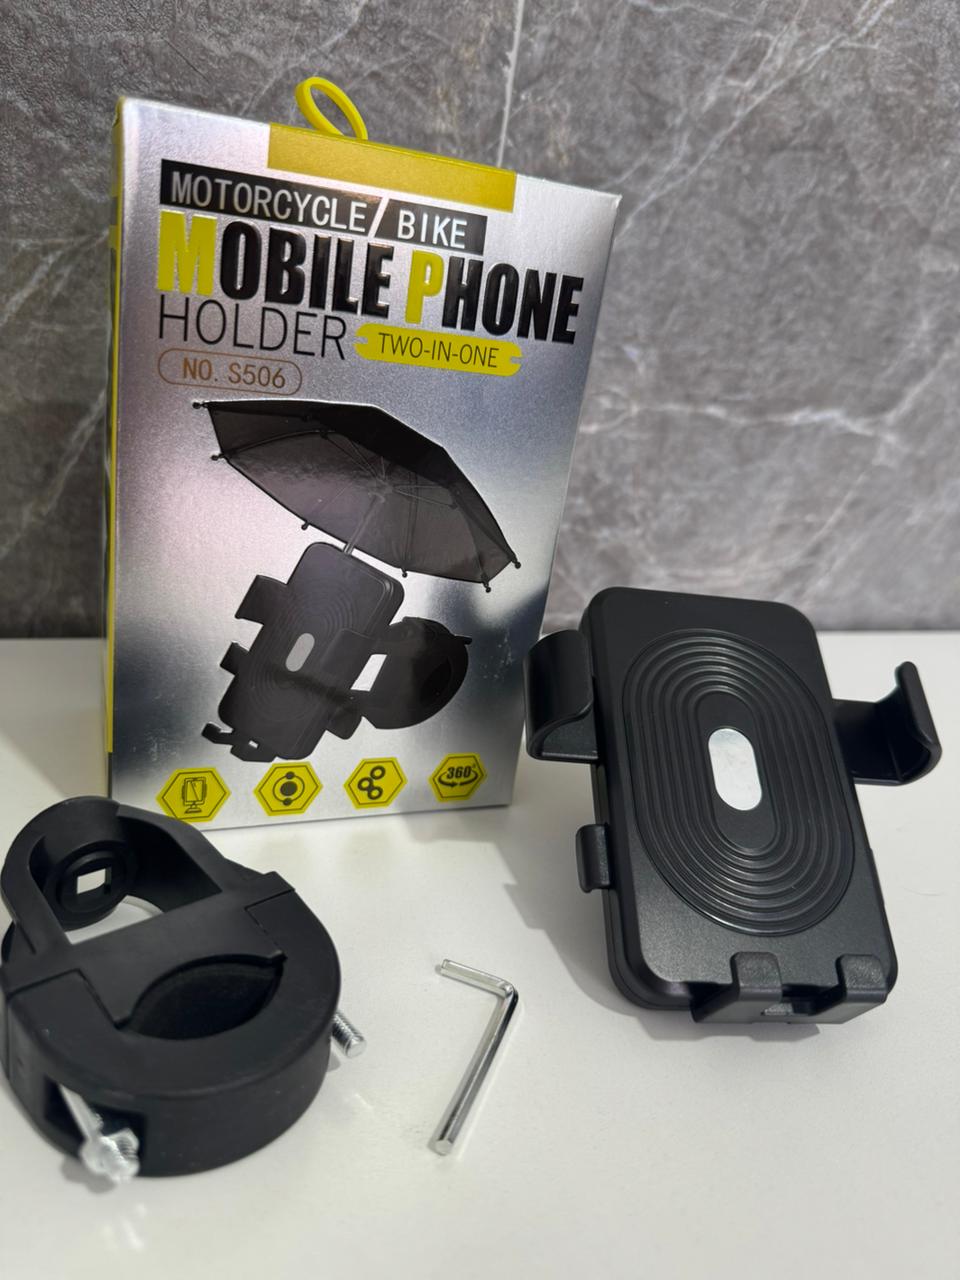 MOTORCYCLE/BIKE
MOBILE PHONE
HOLDER TWO-IN-ONE
NO. S506
360°